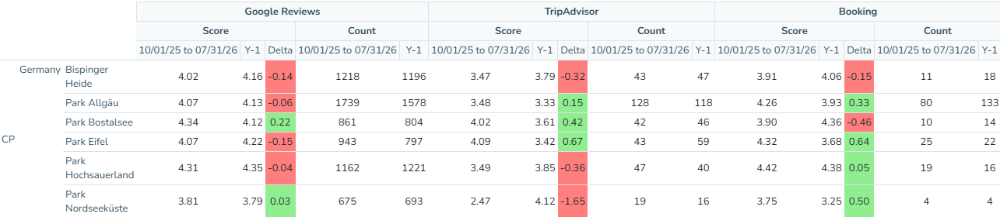 Google Reviews TripAdvisor Booking
Score Count Score Count Score Count
10/01/25 to 07/31/26 Y-1 Delta 10/01/25 to 07/31/26 Y-1 10/01/25 to 07/31/26 Y-1 Delta 10/01/25 to 07/31/26 Y-1 10/01/25 to 07/31/26 Y-1 Delta 10/01/25 to 07/31/26 Y-1
Germany Bispinger
Heide 4.02 4.16 -0.14 1218 1196 3.47 3.79 -0.32 43 47 3.91 4.06 -0.15 11 18
Park Allgäu 4.07 4.13 -0.06 1739 1578 3.48 3.33 0.15 128 118 4.26 3.93 0.33 80 133
Park Bostalsee 4.34 4.12 0.22 861 804 4.02 3.61 0.42 42 46 3.90 4.36 -0.46 10 14
CP Park Eifel 4.07 4.22 -0.15 943 797 4.09 3.42 0.67 43 59 4.32 3.68 0.64 25 22
Park
Hochsauerland 4.31 4.35 -0.04 1162 1221 3.49 3.85 -0.36 47 40 4.42 4.38 0.05 19 16
Park
Nordseeküste 3.81 3.79 0.03 675 693 2.47 4.12 -1.65 19 16 3.75 3.25 0.50 4 4